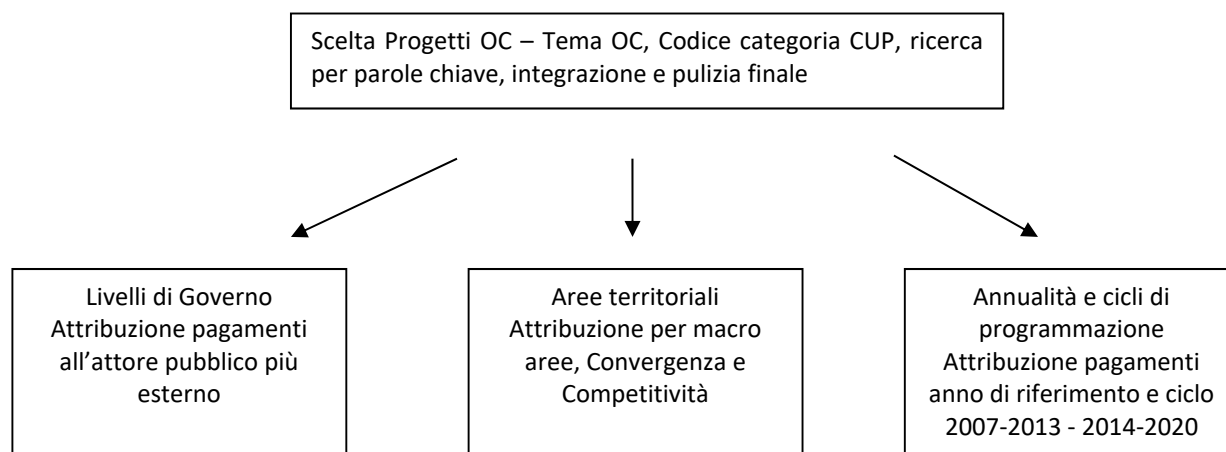 Scelta Progetti OC – Tema OC, Codice categoria CUP, ricerca
per parole chiave, integrazione e pulizia finale
Livelli di Governo
Attribuzione pagamenti
all’attore pubblico più
esterno
Aree territoriali
Attribuzione per macro
aree, Convergenza e
Competitività
Annualità e cicli di
programmazione
Attribuzione pagamenti
anno di riferimento e ciclo
2007-2013 - 2014-2020